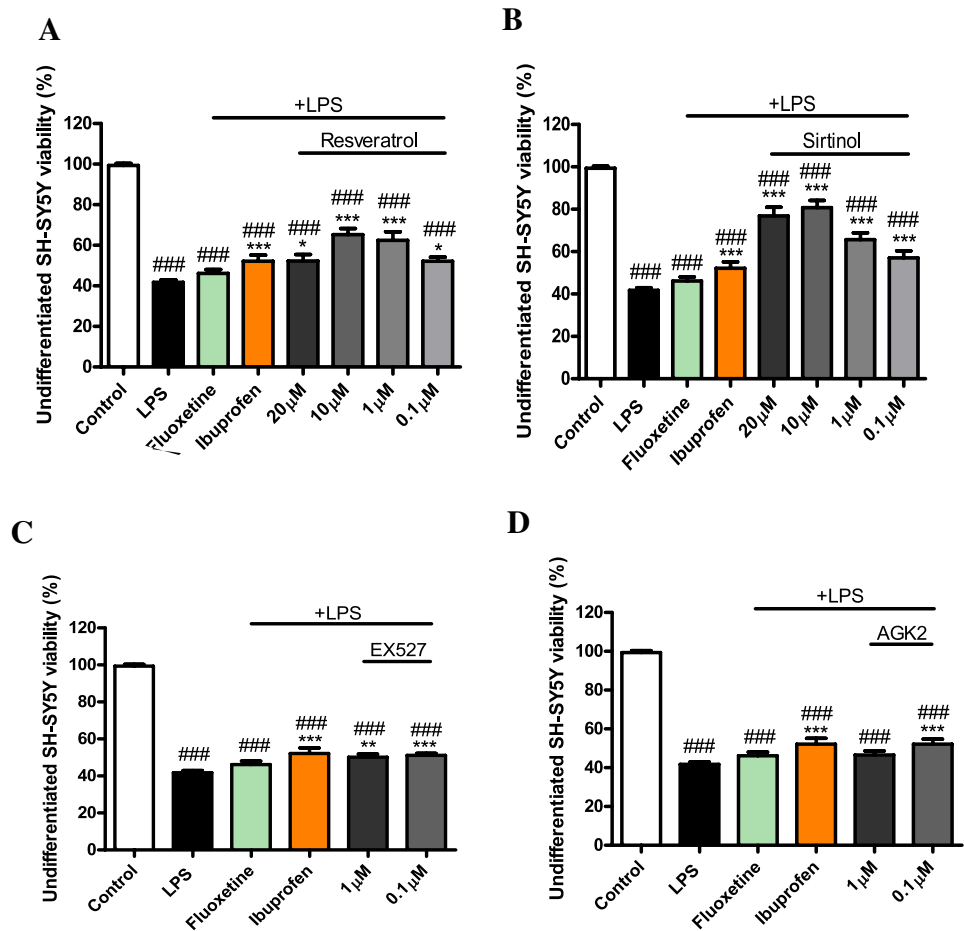 A
+LPS
Resveratrol
Undifferentiated SH-SY5Y viability (%)
120
100
80
60
40
20
0
###
###
###
***
###
*
###
***
###
***
###
*
Control
LPS
Fluoxetine
Ibuprofen
20μM
10μM
1μM
0.1μM
B
+LPS
Sirtinol
Undifferentiated SH-SY5Y viability (%)
120
100
80
60
40
20
0
###
###
###
***
###
***
###
***
###
***
###
***
Control
LPS
Fluoxetine
Ibuprofen
20μM
10μM
1μM
0.1μM
C
+LPS
EX527
Undifferentiated SH-SY5Y viability (%)
120
100
80
60
40
20
0
###
###
###
***
###
**
###
***
Control
LPS
Fluoxetine
Ibuprofen
1μM
0.1μM
D
+LPS
AGK2
Undifferentiated SH-SY5Y viability (%)
120
100
80
60
40
20
0
###
###
###
***
###
###
***
Control
LPS
Fluoxetine
Ibuprofen
1μM
0.1μM